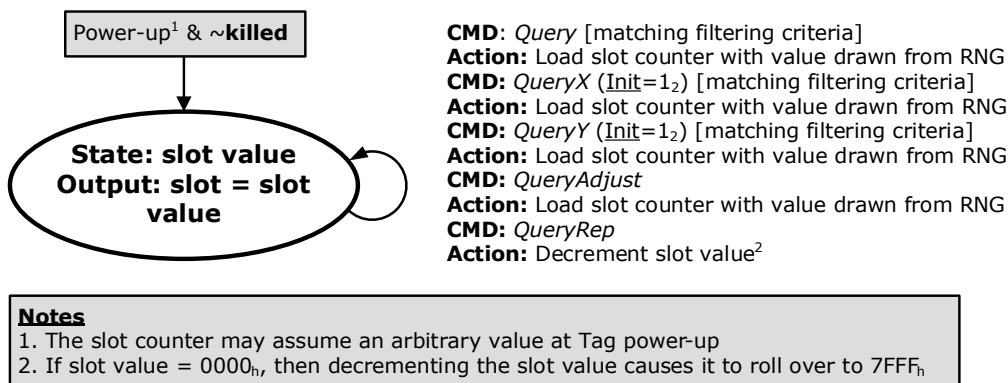 Power-up¹ & ~killed
State: slot value
Output: slot = slot
value
CMD: Query [matching filtering criteria]
Action: Load slot counter with value drawn from RNG
CMD: QueryX (Init=1₂) [matching filtering criteria]
Action: Load slot counter with value drawn from RNG
CMD: QueryY (Init=1₂) [matching filtering criteria]
Action: Load slot counter with value drawn from RNG
CMD: QueryAdjust
Action: Load slot counter with value drawn from RNG
CMD: QueryRep
Action: Decrement slot value²
Notes
1. The slot counter may assume an arbitrary value at Tag power-up
2. If slot value = 0000ₕ, then decrementing the slot value causes it to roll over to 7FFFₕ